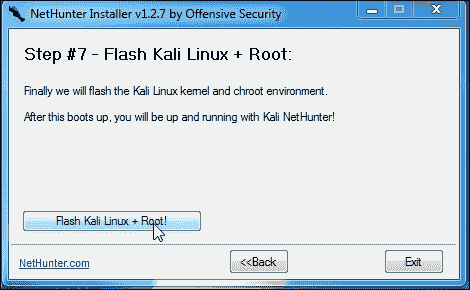 NetHunter Installer v1.2.7 by Offensive Security
Step #7 - Flash Kali Linux + Root:
Finally we will flash the Kali Linux kernel and chroot environment.
After this boots up, you will be up and running with Kali NetHunter!
Flash Kali Linux + Root!
NetHunter.com
<<Back
Exit